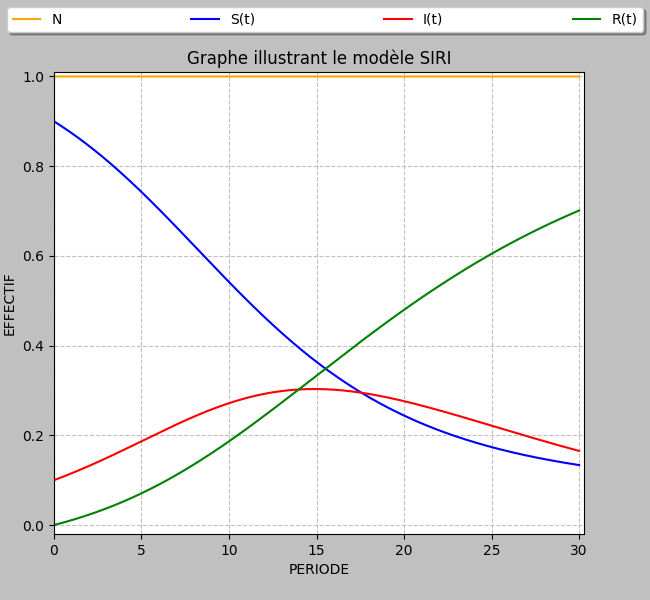 N S(t) I(t) R(t)
Graphe illustrant le modèle SIRI
1.0
0.8
0.6
0.4
0.2
0.0
EFFECTIF
0 5 10 15 20 25 30
PERIODE